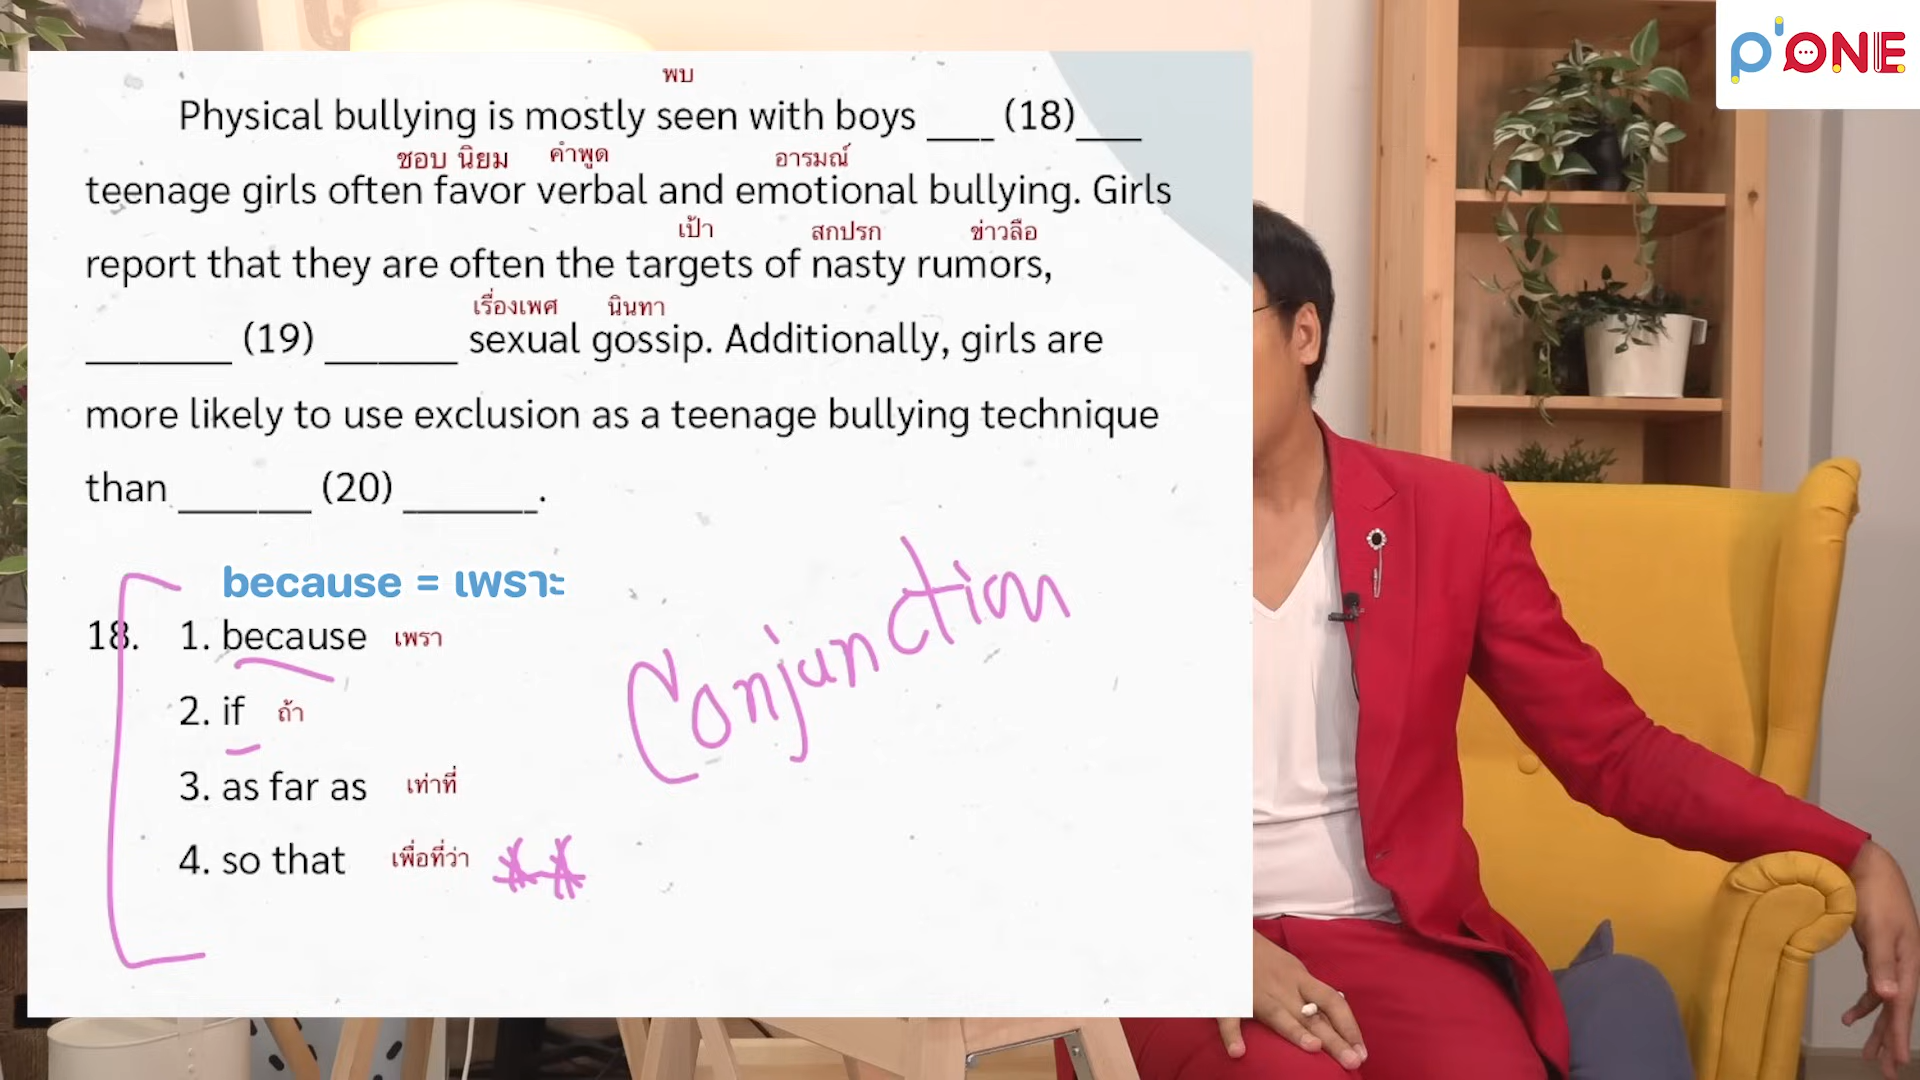 P'ONE
พบ
Physical bullying is mostly seen with boys ___ (18)___
ชอบ นิยม คำพูด อารมณ์
teenage girls often favor verbal and emotional bullying. Girls
เป้า สกปรก ข่าวลือ
report that they are often the targets of nasty rumors,
เรื่องเพศ นินทา
_______ (19) ______ sexual gossip. Additionally, girls are
more likely to use exclusion as a teenage bullying technique
than ______ (20) ______.
because = เพราะ
18. 1. because เพรา
2. if ถ้า
3. as far as เท่าที่
4. so that เพื่อที่ว่า
Conjunction